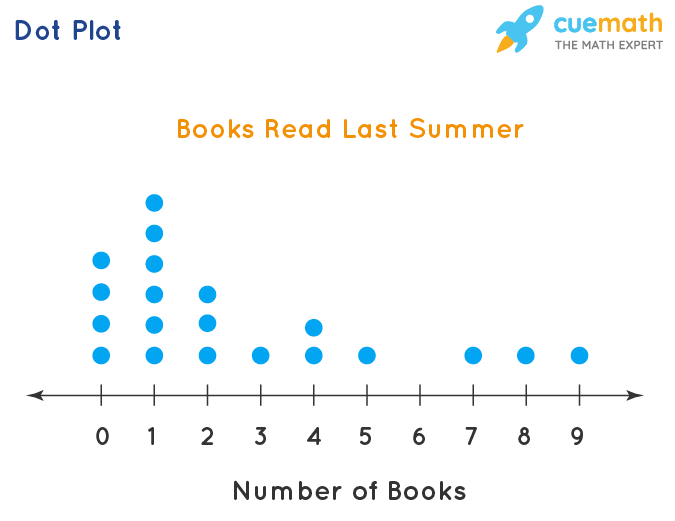 Dot Plot
cuemath
THE MATH EXPERT
Books Read Last Summer
0 1 2 3 4 5 6 7 8 9
Number of Books